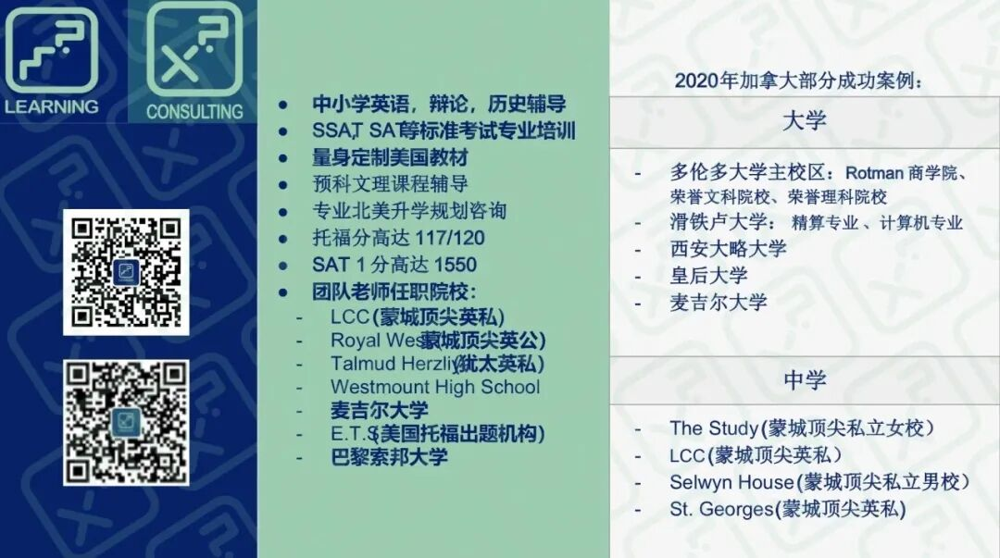 LEARNING
CONSULTING
中小学英语，辩论，历史辅导
SSAT, SAT等标准考试专业培训
量身定制美国教材
预科文理课程辅导
专业北美升学规划咨询
托福分高达 117/120
SAT 1 分高达 1550
团队老师任职院校：
- LCC (蒙城顶尖英私)
- Royal Wes(蒙城顶尖英公)
- Talmud Herzliy(犹太英私)
- Westmount High School
- 麦吉尔大学
- E.T.S(美国托福出题机构)
- 巴黎索邦大学
2020年加拿大部分成功案例：
大学
- 多伦多大学主校区：Rotman 商学院、
荣誉文科院校、荣誉理科院校
- 滑铁卢大学： 精算专业 、计算机专业
- 西安大略大学
- 皇后大学
- 麦吉尔大学
中学
- The Study(蒙城顶尖私立女校）
- LCC(蒙城顶尖英私）
- Selwyn House(蒙城顶尖私立男校）
- St. Georges(蒙城顶尖英私)